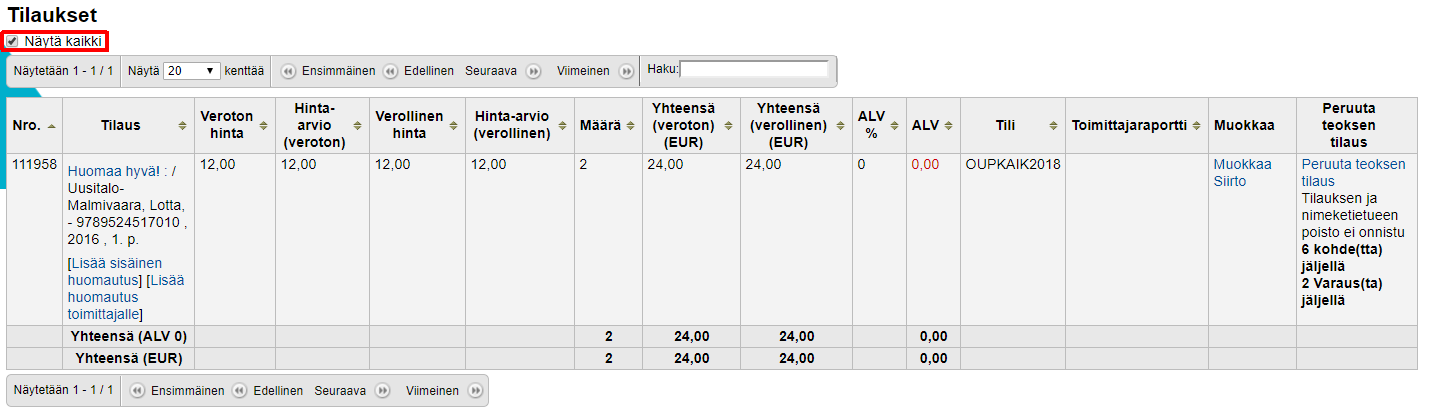 Tilaukset
Näytä kaikki
Näytetään 1 - 1 / 1 Näytä 20 kenttää Ensimmäinen Edellinen Seuraava Viimeinen Haku:
Nro. Tilaus Veroton hinta Hinta-arvio (veroton) Verollinen hinta Hinta-arvio (verollinen) Määrä Yhteensä (veroton) (EUR) Yhteensä (verollinen) (EUR) ALV % ALV Tili Toimittajaraportti Muokkaa Peruuta teoksen tilaus
111958
Huomaa hyvä! : /
Uusitalo-
Malmivaara, Lotta,
- 9789524517010 ,
2016 , 1. p.
[Lisää sisäinen
huomautus] [Lisää
huomautus
toimittajalle]
12,00 12,00 12,00 12,00 2 24,00 24,00 0 0,00 OUPKAIK2018
Muokkaa
Siirto
Peruuta teoksen
tilaus
Tilauksen ja
nimeketietueen
poisto ei onnistu
6 kohde(tta)
jäljellä
2 Varaus(ta)
jäljellä
Yhteensä (ALV 0) 2 24,00 24,00 0,00
Yhteensä (EUR) 2 24,00 24,00 0,00
Näytetään 1 - 1 / 1 Ensimmäinen Edellinen Seuraava Viimeinen